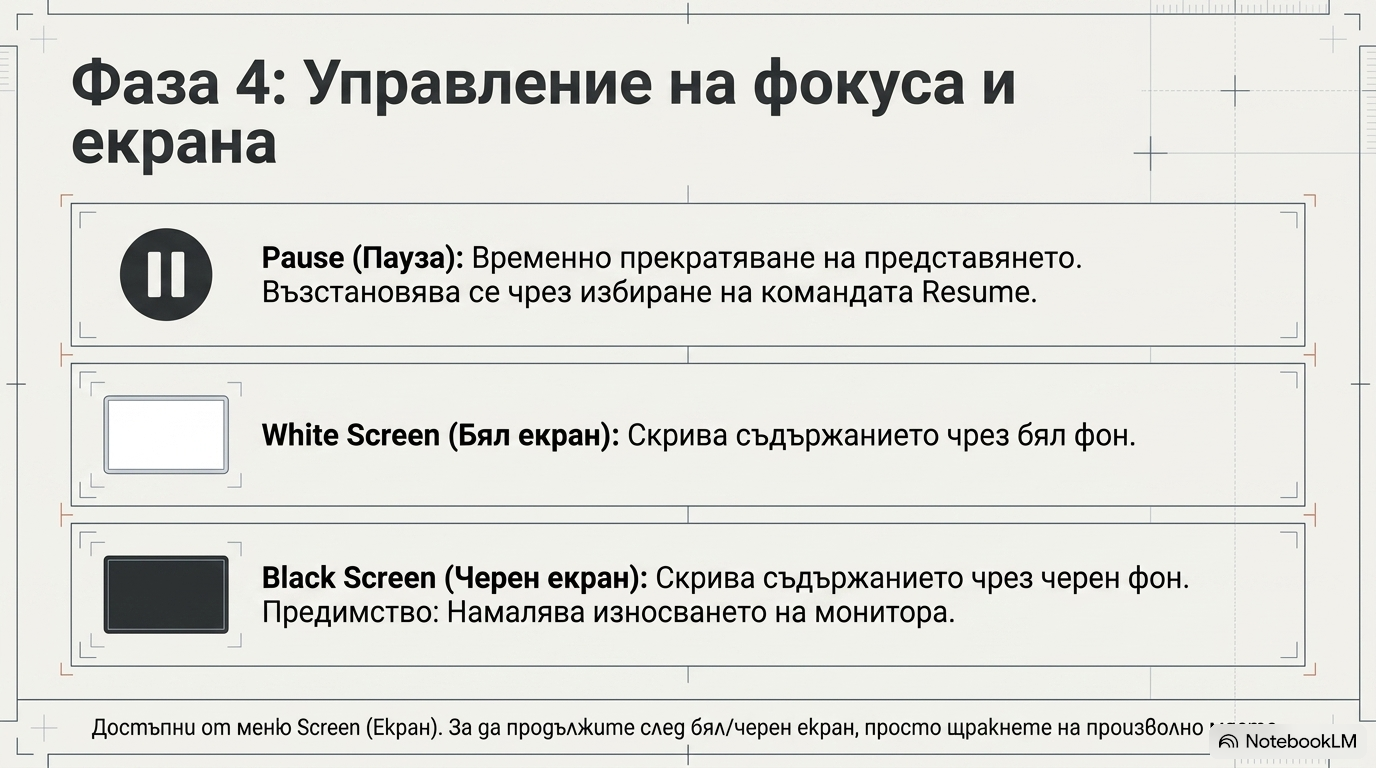 Фаза 4: Управление на фокуса и
екрана
Pause (Пауза): Временно прекратяване на представянето.
Възстановява се чрез избиране на командата Resume.
White Screen (Бял екран): Скрива съдържанието чрез бял фон.
Black Screen (Черен екран): Скрива съдържанието чрез черен фон.
Предимство: Намалява износването на монитора.
Достъпни от меню Screen (Екран). За да продължите след бял/черен екран, просто щракнете на произволно
NotebookLM